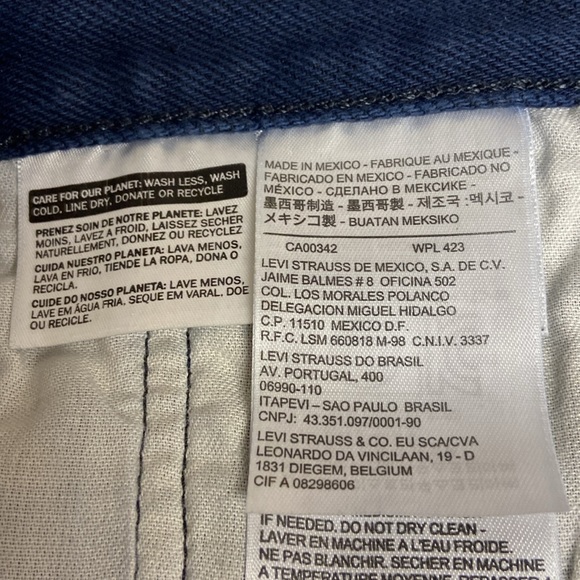 CARE FOR OUR PLANET: WASH LESS, WASH
COLD, LINE DRY, DONATE OR RECYCLE
PRENEZ SOIN DE NOTRE PLANETE: LAVEZ
MOINS, LAVEZ A FROID, LAISSEZ SECHER
NATURELLEMENT, DONNEZ OU RECYCLEZ
CUIDA NUESTRO PLANETA: LAVA MENOS,
LAVA EN FRIO, TIENDE LA ROPA, DONA O
RECICLA.
CUIDE DO NOSSO PLANETA: LAVE MENOS,
LAVE EM ÁGUA FRIA, SEQUE EM VARAL, DOE
OU RECICLE.
MADE IN MEXICO - FABRIQUE AU MEXIQUE -
FABRICADO EN MEXICO - FABRICADO NO
MÉXICO - СДЕЛАНО В МЕКСИКЕ -
墨西哥制造 - 墨西哥製 - 제조국 :멕시코 -
メキシコ製 - BUATAN MEKSIKO
CA00342 WPL 423
LEVI STRAUSS DE MEXICO, S.A. DE C.V.
JAIME BALMES # 8 OFICINA 502
COL. LOS MORALES POLANCO
DELEGACION MIGUEL HIDALGO
C.P. 11510 MEXICO D.F.
R.F.C. LSM 660818 M-98 C.N.I.V. 3337
LEVI STRAUSS DO BRASIL
AV. PORTUGAL, 400
06990-110
ITAPEVI – SAO PAULO BRASIL
CNPJ: 43.351.097/0001-90
LEVI STRAUSS & CO. EU SCA/CVA
LEONARDO DA VINCILAAN, 19 - D
1831 DIEGEM, BELGIUM
CIF A 08298606
IF NEEDED. DO NOT DRY CLEAN -
LAVER EN MACHINE A L'EAU FROIDE.
NE PAS BLANCHIR. SECHER EN MACHINE
A TEMPERATURE MOYENNE